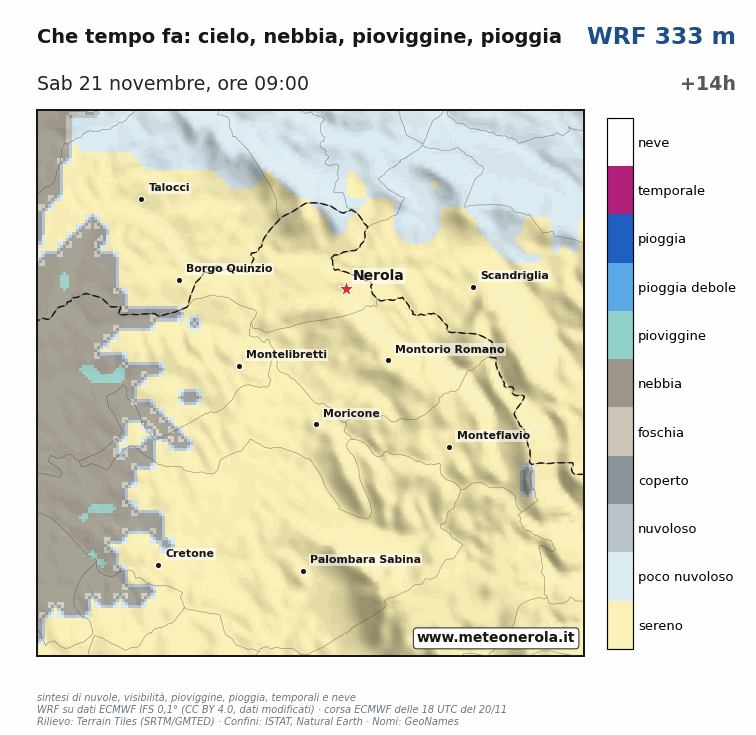 Che tempo fa: cielo, nebbia, pioviggine, pioggia
WRF 333 m
Sab 21 novembre, ore 09:00
+14h
Talocci
Borgo Quinzio
Nerola
Scandriglia
Montelibretti
Montorio Romano
Moricone
Monteflavio
Cretone
Palombara Sabina
www.meteonerola.it
neve
temporale
pioggia
pioggia debole
pioviggine
nebbia
foschia
coperto
nuvoloso
poco nuvoloso
sereno
sintesi di nuvole, visibilità, pioviggine, pioggia, temporali e neve
WRF su dati ECMWF IFS 0,1° (CC BY 4.0, dati modificati) · corsa ECMWF delle 18 UTC del 20/11
Rilievo: Terrain Tiles (SRTM/GMTED) · Confini: ISTAT, Natural Earth · Nomi: GeoNames